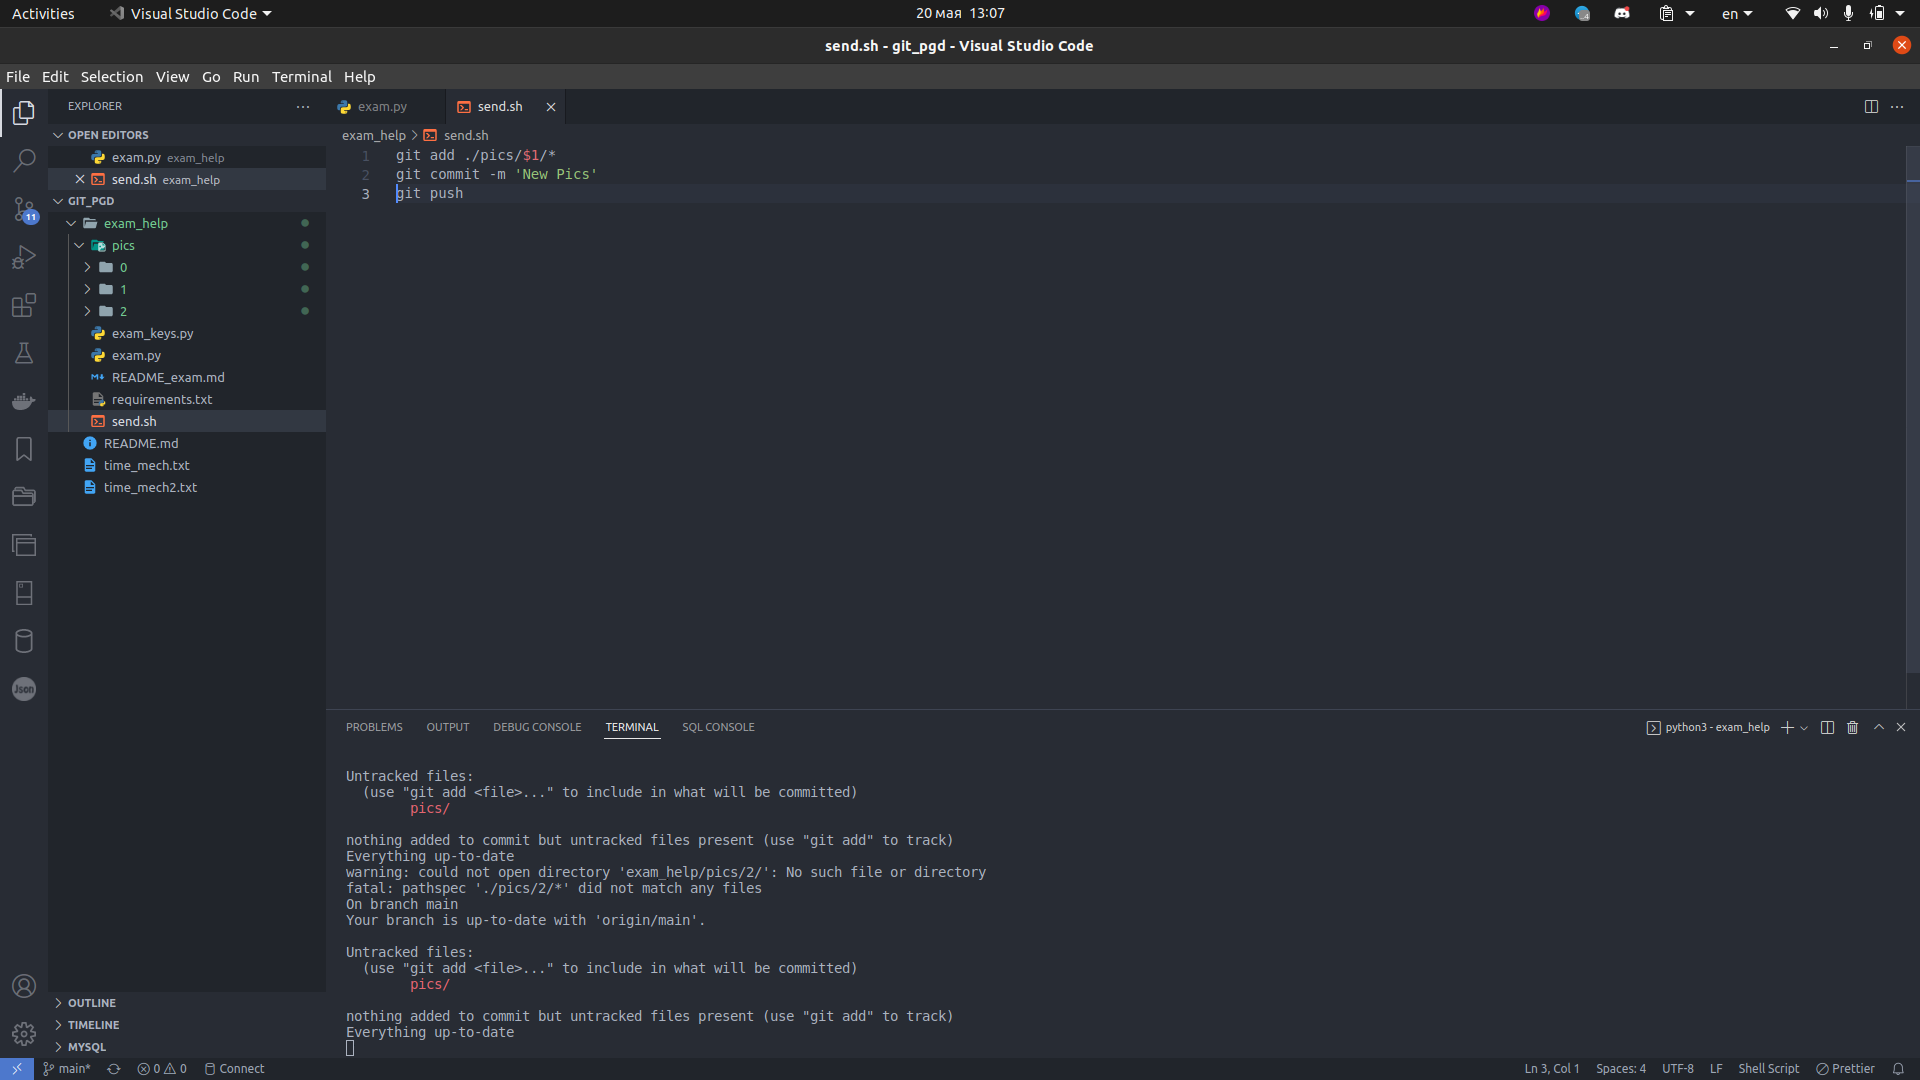 Activities
Visual Studio Code
20 мая 13:07
en
send.sh - git_pgd - Visual Studio Code
File Edit Selection View Go Run Terminal Help
EXPLORER
OPEN EDITORS
exam.py exam_help
send.sh exam_help
GIT_PGD
exam_help
pics
0
1
2
exam_keys.py
exam.py
README_exam.md
requirements.txt
send.sh
README.md
time_mech.txt
time_mech2.txt
OUTLINE
TIMELINE
MYSQL
11
Json
exam.py
send.sh
exam_help > send.sh
1 git add ./pics/$1/*
2 git commit -m 'New Pics'
3 git push
PROBLEMS OUTPUT DEBUG CONSOLE TERMINAL SQL CONSOLE
python3 - exam_help
Untracked files:
(use "git add <file>..." to include in what will be committed)
pics/
nothing added to commit but untracked files present (use "git add" to track)
Everything up-to-date
warning: could not open directory 'exam_help/pics/2/': No such file or directory
fatal: pathspec './pics/2/*' did not match any files
On branch main
Your branch is up-to-date with 'origin/main'.
Untracked files:
(use "git add <file>..." to include in what will be committed)
pics/
nothing added to commit but untracked files present (use "git add" to track)
Everything up-to-date
main* 0 0 Connect
Ln 3, Col 1 Spaces: 4 UTF-8 LF Shell Script Prettier